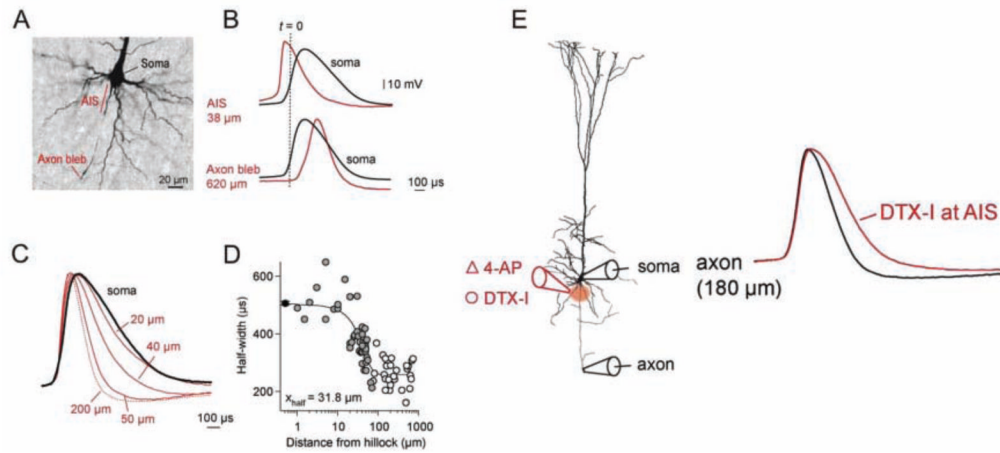 A
Soma
AIS
Axon bleb
20 µm
B
t = 0
soma
10 mV
AIS
38 µm
soma
Axon bleb
620 µm
100 µs
C
soma
20 µm
40 µm
200 µm
50 µm
100 µs
D
600
400
200
Half-width (µs)
x half = 31.8 µm
1
10
100
1000
Distance from hillock (µm)
E
△ 4-AP
○ DTX-I
soma
axon
axon
(180 µm)
DTX-I at AIS